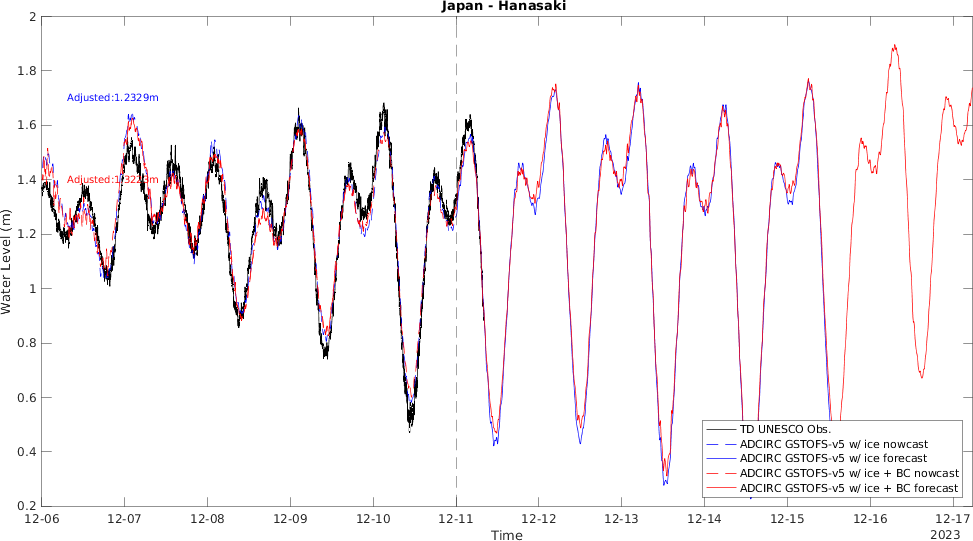 Japan - Hanasaki
2
1.8
1.6
1.4
1.2
1
0.8
0.6
0.4
0.2
Water Level (m)
Adjusted:1.2329m
Adjusted:1.3223m
TD UNESCO Obs.
ADCIRC GSTOFS-v5 w/ ice nowcast
ADCIRC GSTOFS-v5 w/ ice forecast
ADCIRC GSTOFS-v5 w/ ice + BC nowcast
ADCIRC GSTOFS-v5 w/ ice + BC forecast
12-06 12-07 12-08 12-09 12-10 12-11 12-12 12-13 12-14 12-15 12-16 12-17
Time
2023